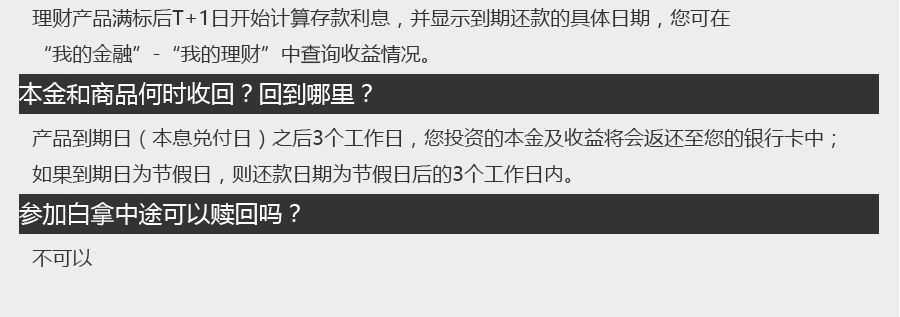 理财产品满标后T+1日开始计算存款利息，并显示到期还款的具体日期，您可在
“我的金融”-“我的理财”中查询收益情况。
本金和商品何时收回？回到哪里？
产品到期日（本息兑付日）之后3个工作日，您投资的本金及收益将会返还至您的银行卡中；
如果到期日为节假日，则还款日期为节假日后的3个工作日内。
参加白拿中途可以赎回吗？
不可以